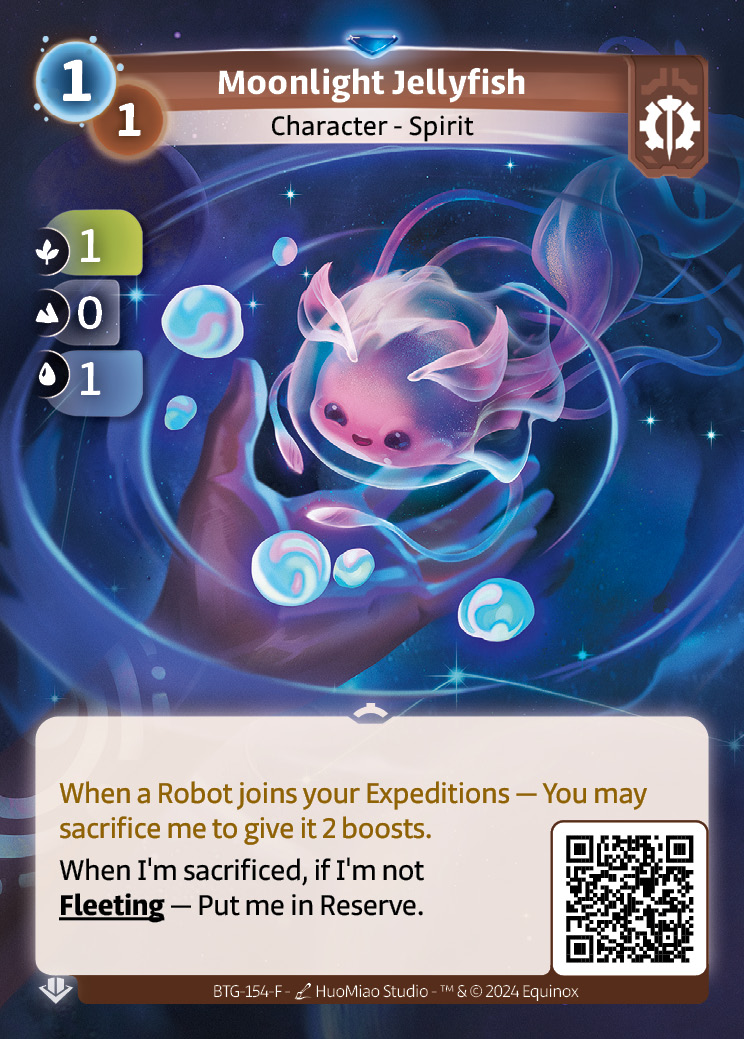 1
Moonlight Jellyfish
1
Character - Spirit
1
0
1
When a Robot joins your Expeditions — You may
sacrifice me to give it 2 boosts.
When I'm sacrificed, if I'm not
Fleeting — Put me in Reserve.
BTG-154-F - HuoMiao Studio - ™ & © 2024 Equinox